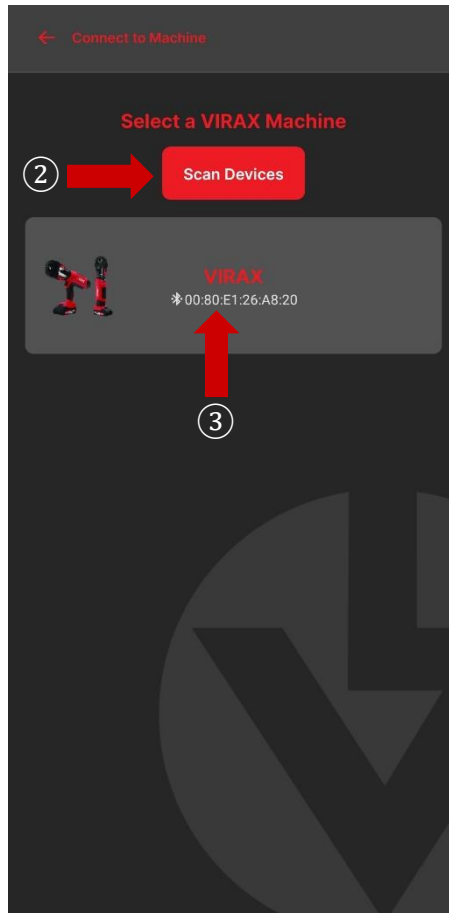 ← Connect to Machine
Select a VIRAX Machine
② Scan Devices
VIRAX
00:80:E1:26:A8:20
③